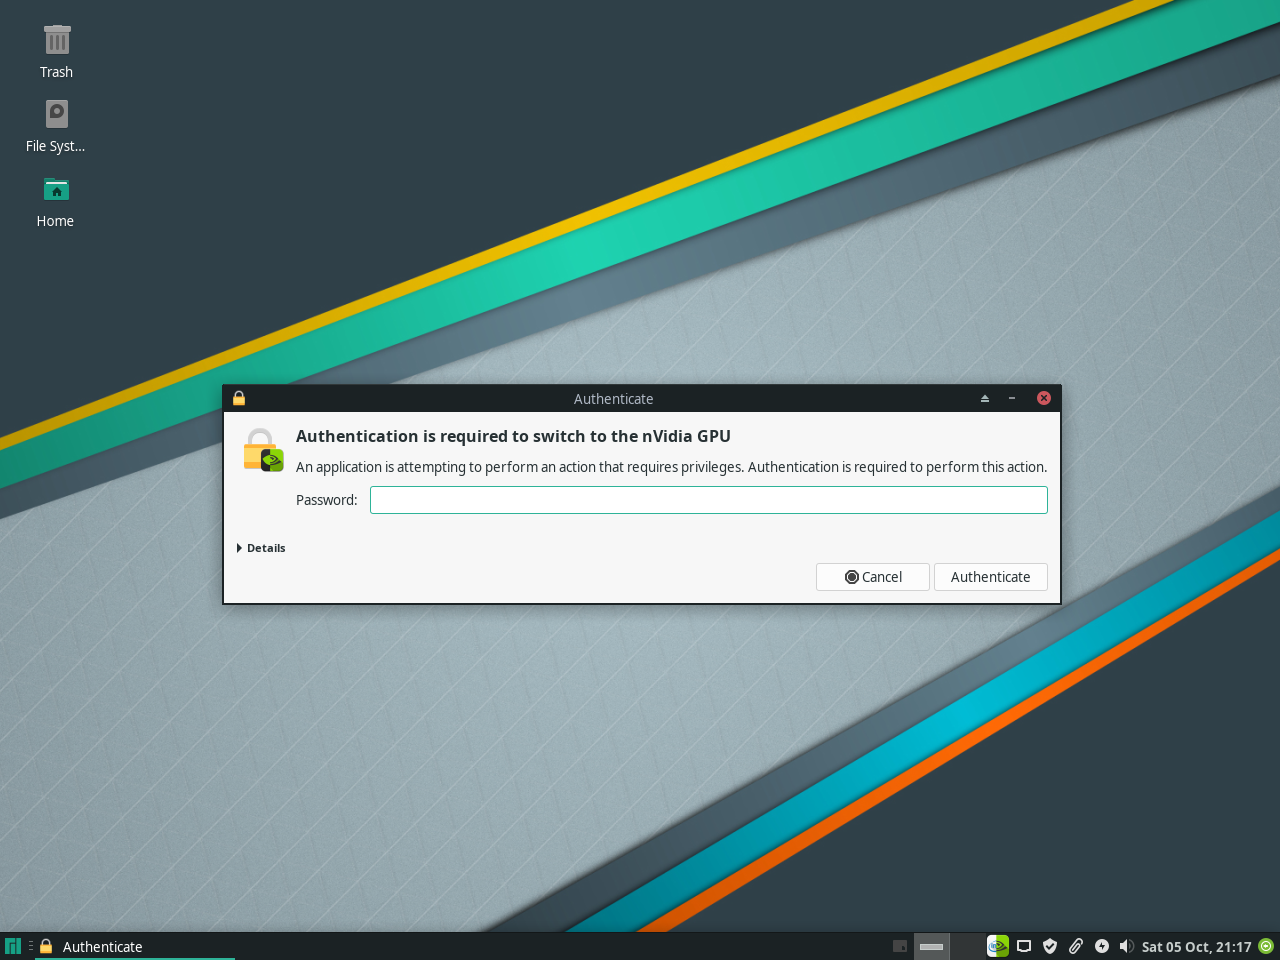 Trash
File Syst...
Home
Authenticate
Authentication is required to switch to the nVidia GPU
An application is attempting to perform an action that requires privileges. Authentication is required to perform this action.
Password:
Details
Cancel
Authenticate
Authenticate
Sat 05 Oct, 21:17